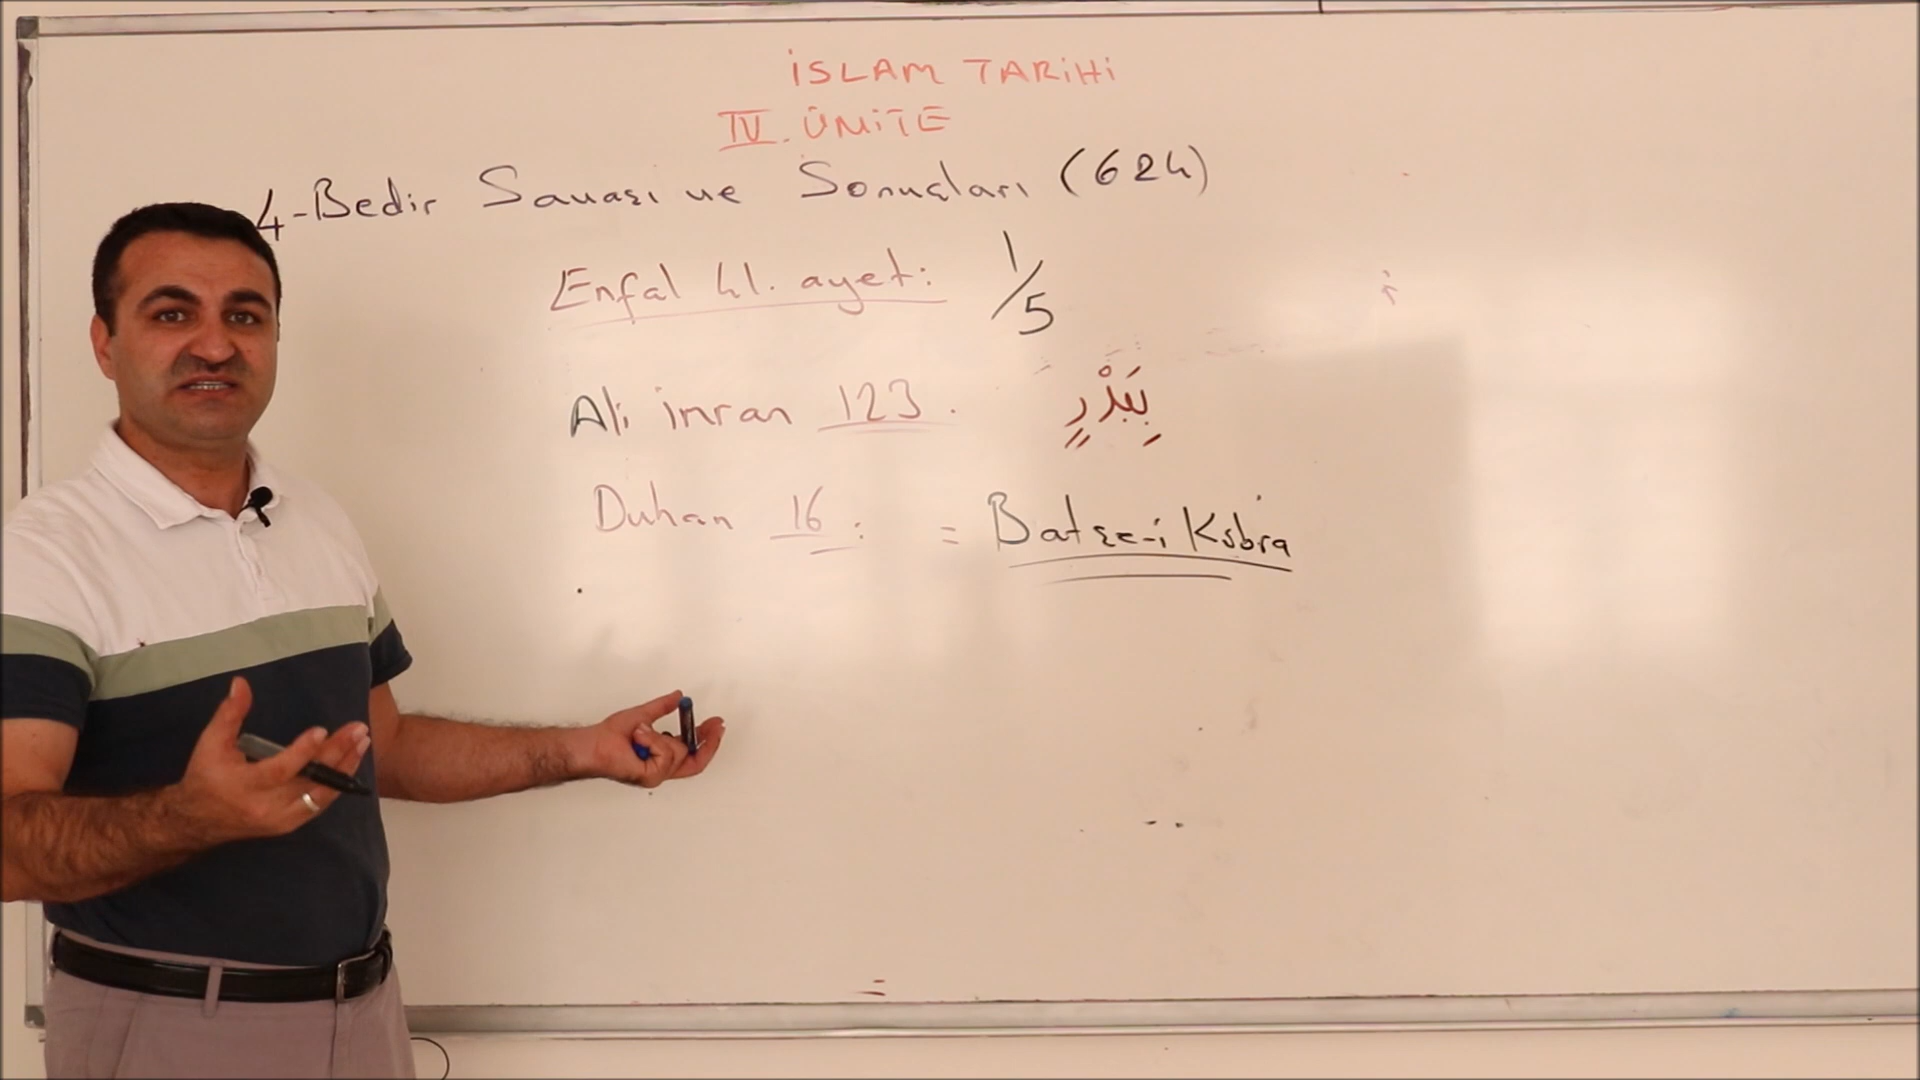 İSLAM TARİHİ
IV. ÜNİTE
4-Bedir Savaşı ve Sonuçları (624)
Enfal 41. ayet: 1/5
Ali imran 123. بِبَدْرٍ
Duhan 16: = Batşe-i Kübra